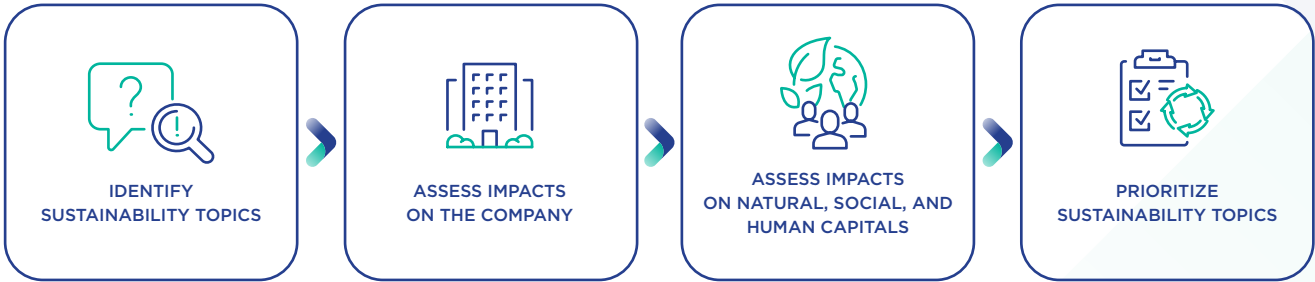 IDENTIFY
SUSTAINABILITY TOPICS
ASSESS IMPACTS
ON THE COMPANY
ASSESS IMPACTS
ON NATURAL, SOCIAL, AND
HUMAN CAPITALS
PRIORITIZE
SUSTAINABILITY TOPICS